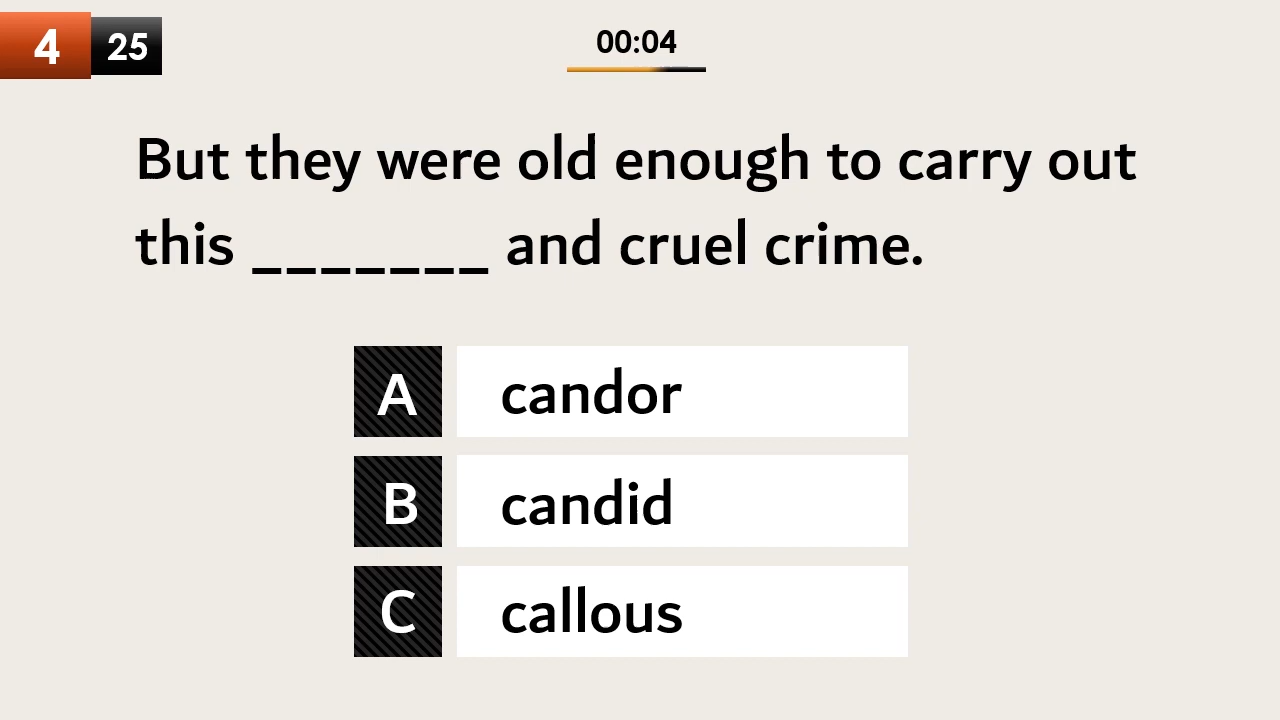 4 25
00:04
But they were old enough to carry out
this _______ and cruel crime.
A candor
B candid
C callous